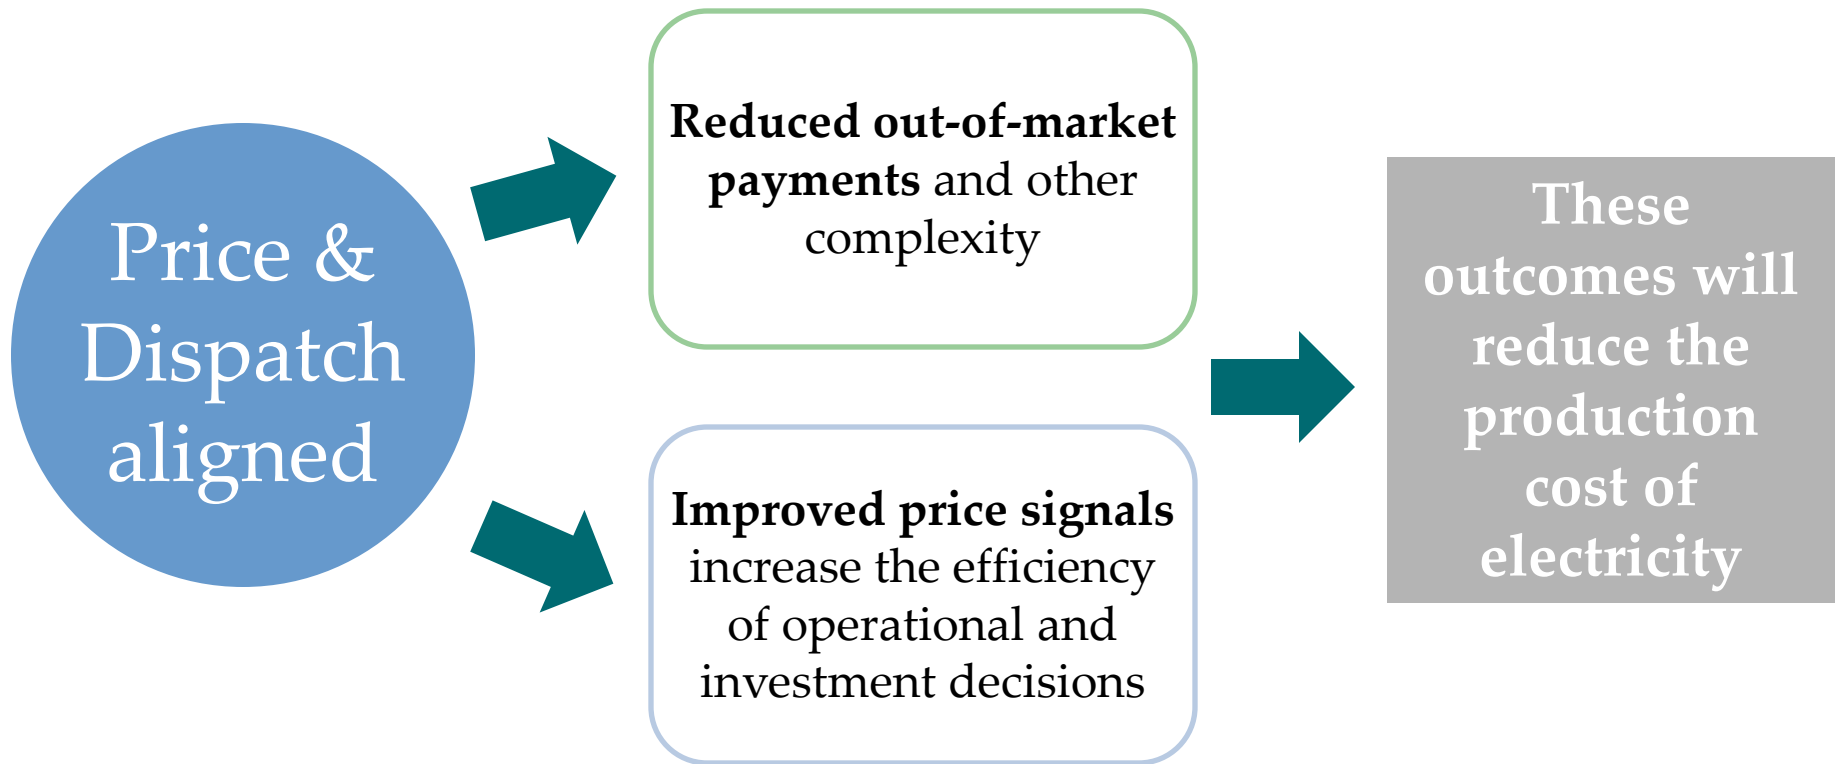 Price &
Dispatch
aligned
Reduced out-of-market
payments and other
complexity
Improved price signals
increase the efficiency
of operational and
investment decisions
These
outcomes will
reduce the
production
cost of
electricity